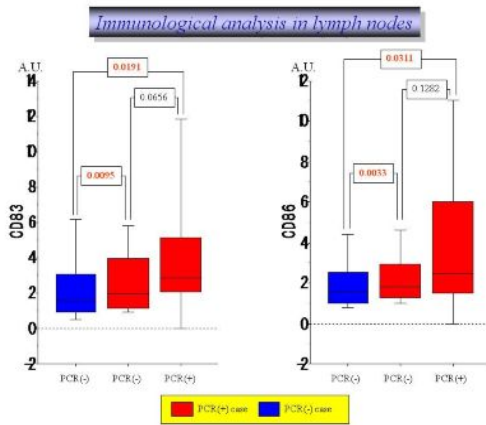 Immunological analysis in lymph nodes
A.U.
14
12
10
8
6
4
2
0
-2
CD83
0.0191
0.0656
0.0095
PCR(-)
PCR(-)
PCR(+)
A.U.
12
10
8
6
4
2
0
-2
CD86
0.0311
0.1282
0.0033
PCR(-)
PCR(-)
PCR(+)
PCR(+) case
PCR(-) case